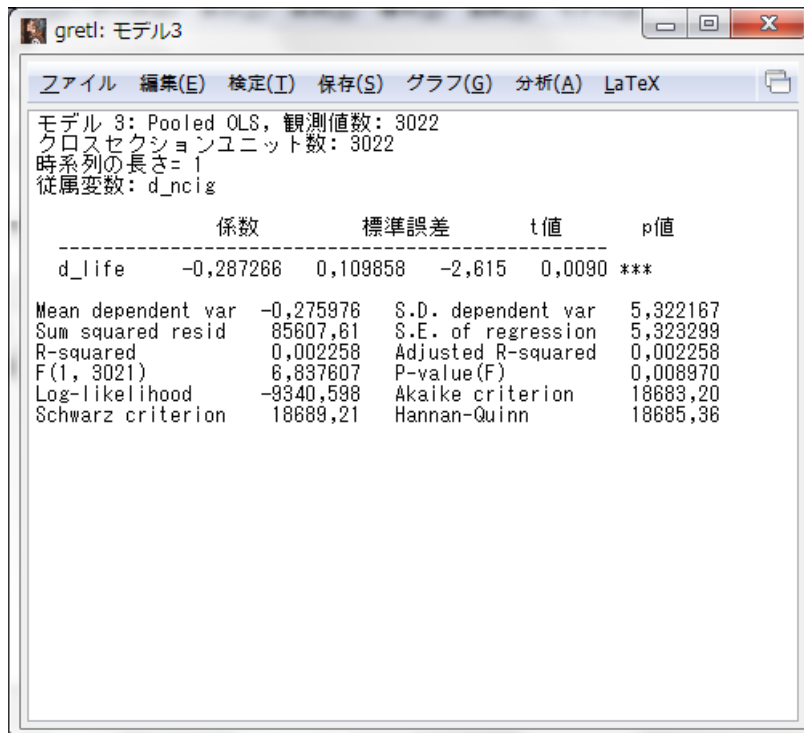 gretl: モデル3
ファイル 編集(E) 検定(T) 保存(S) グラフ(G) 分析(A) LaTeX
モデル 3: Pooled OLS, 観測値数: 3022
クロスセクションユニット数: 3022
時系列の長さ= 1
従属変数: d_ncig
係数 標準誤差 t値 p値
d_life -0,287266 0,109858 -2,615 0,0090 ***
Mean dependent var -0,275976 S.D. dependent var 5,322167
Sum squared resid 85607,61 S.E. of regression 5,323299
R-squared 0,002258 Adjusted R-squared 0,002258
F(1, 3021) 6,837607 P-value(F) 0,008970
Log-likelihood -9340,598 Akaike criterion 18683,20
Schwarz criterion 18689,21 Hannan-Quinn 18685,36